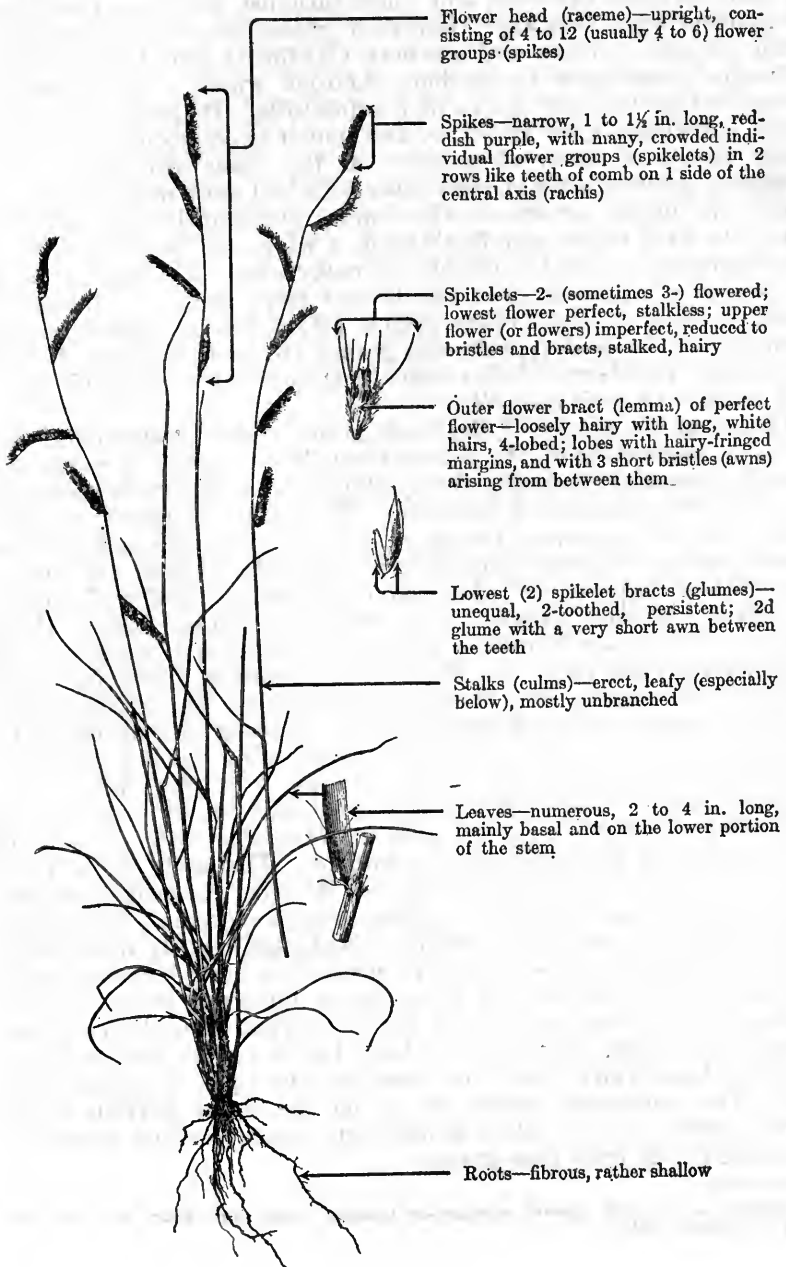 Flower head (raceme)—upright, con-
sisting of 4 to 12 (usually 4 to 6) flower
groups (spikes)
Spikes—narrow, 1 to 1½ in. long, red-
dish purple, with many, crowded indi-
vidual flower groups (spikelets) in 2
rows like teeth of comb on 1 side of the
central axis (rachis)
Spikelets—2- (sometimes 3-) flowered;
lowest flower perfect, stalkless; upper
flower (or flowers) imperfect, reduced to
bristles and bracts, stalked, hairy
Outer flower bract (lemma) of perfect
flower—loosely hairy with long, white
hairs, 4-lobed; lobes with hairy-fringed
margins, and with 3 short bristles (awns)
arising from between them
Lowest (2) spikelet bracts (glumes)—
unequal, 2-toothed, persistent; 2d
glume with a very short awn between
the teeth
Stalks (culms)—erect, leafy (especially
below), mostly unbranched
Leaves—numerous, 2 to 4 in. long,
mainly basal and on the lower portion
of the stem
Roots—fibrous, rather shallow